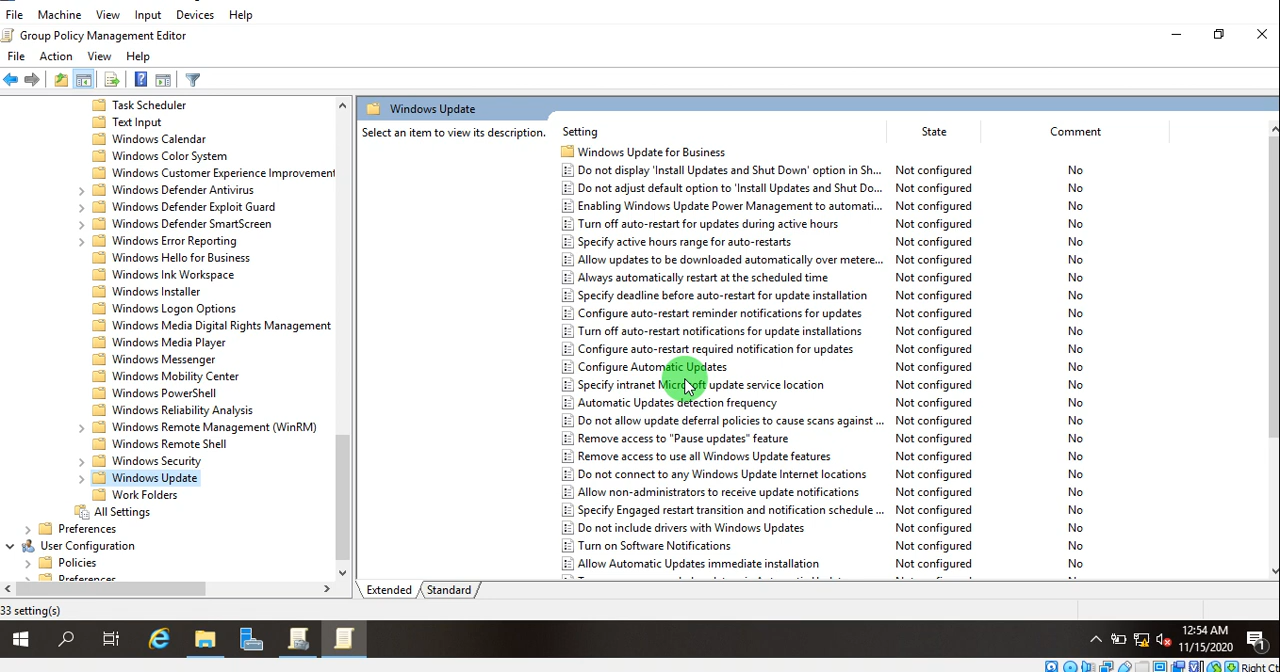 File Machine View Input Devices Help
Group Policy Management Editor
File Action View Help
Task Scheduler
Text Input
Windows Calendar
Windows Color System
Windows Customer Experience Improvement
Windows Defender Antivirus
Windows Defender Exploit Guard
Windows Defender SmartScreen
Windows Error Reporting
Windows Hello for Business
Windows Ink Workspace
Windows Installer
Windows Logon Options
Windows Media Digital Rights Management
Windows Media Player
Windows Messenger
Windows Mobility Center
Windows PowerShell
Windows Reliability Analysis
Windows Remote Management (WinRM)
Windows Remote Shell
Windows Security
Windows Update
Work Folders
All Settings
Preferences
User Configuration
Policies
Preferences
Windows Update
Select an item to view its description.
Setting State Comment
Windows Update for Business
Do not display 'Install Updates and Shut Down' option in Sh... Not configured No
Do not adjust default option to 'Install Updates and Shut Do... Not configured No
Enabling Windows Update Power Management to automati... Not configured No
Turn off auto-restart for updates during active hours Not configured No
Specify active hours range for auto-restarts Not configured No
Allow updates to be downloaded automatically over metere... Not configured No
Always automatically restart at the scheduled time Not configured No
Specify deadline before auto-restart for update installation Not configured No
Configure auto-restart reminder notifications for updates Not configured No
Turn off auto-restart notifications for update installations Not configured No
Configure auto-restart required notification for updates Not configured No
Configure Automatic Updates Not configured No
Specify intranet Microsoft update service location Not configured No
Automatic Updates detection frequency Not configured No
Do not allow update deferral policies to cause scans against ... Not configured No
Remove access to "Pause updates" feature Not configured No
Remove access to use all Windows Update features Not configured No
Do not connect to any Windows Update Internet locations Not configured No
Allow non-administrators to receive update notifications Not configured No
Specify Engaged restart transition and notification schedule ... Not configured No
Do not include drivers with Windows Updates Not configured No
Turn on Software Notifications Not configured No
Allow Automatic Updates immediate installation Not configured No
Extended Standard
33 setting(s)
12:54 AM
11/15/2020
1
Right Ct